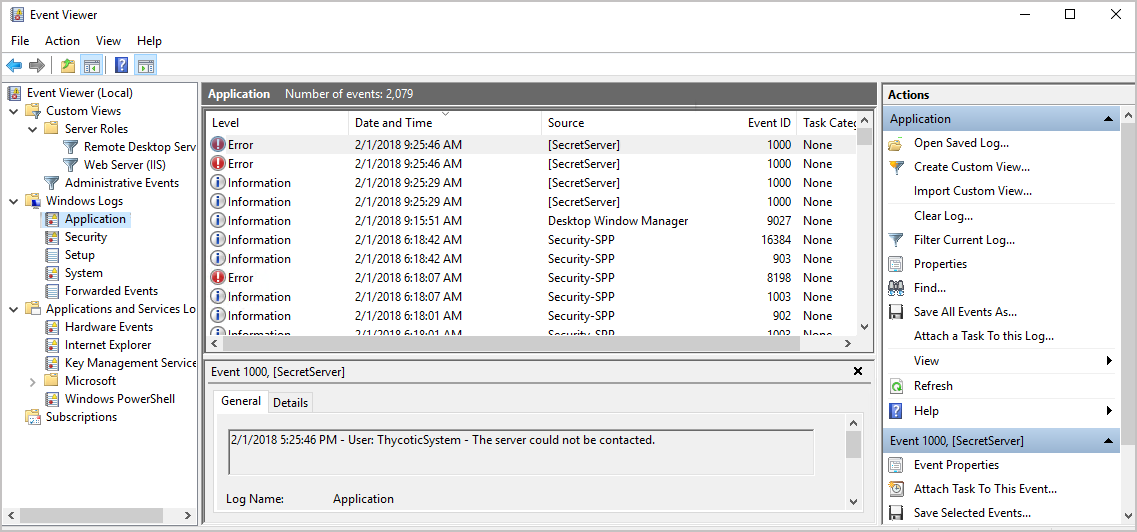 Event Viewer
File Action View Help
Event Viewer (Local)
Custom Views
Server Roles
Remote Desktop Serv
Web Server (IIS)
Administrative Events
Windows Logs
Application
Security
Setup
System
Forwarded Events
Applications and Services Lo
Hardware Events
Internet Explorer
Key Management Service
Microsoft
Windows PowerShell
Subscriptions
Application Number of events: 2,079
Level Date and Time Source Event ID Task Categ
Error 2/1/2018 9:25:46 AM [SecretServer] 1000 None
Error 2/1/2018 9:25:46 AM [SecretServer] 1000 None
Information 2/1/2018 9:25:29 AM [SecretServer] 1000 None
Information 2/1/2018 9:25:29 AM [SecretServer] 1000 None
Information 2/1/2018 9:15:51 AM Desktop Window Manager 9027 None
Information 2/1/2018 6:18:42 AM Security-SPP 16384 None
Information 2/1/2018 6:18:42 AM Security-SPP 903 None
Error 2/1/2018 6:18:07 AM Security-SPP 8198 None
Information 2/1/2018 6:18:07 AM Security-SPP 1003 None
Information 2/1/2018 6:18:01 AM Security-SPP 902 None
Information 2/1/2018 6:18:01 AM Security-SPP 1003 None
Event 1000, [SecretServer]
General Details
2/1/2018 5:25:46 PM - User: ThycoticSystem - The server could not be contacted.
Log Name: Application
Actions
Application
Open Saved Log...
Create Custom View...
Import Custom View...
Clear Log...
Filter Current Log...
Properties
Find...
Save All Events As...
Attach a Task To this Log...
View
Refresh
Help
Event 1000, [SecretServer]
Event Properties
Attach Task To This Event...
Save Selected Events...